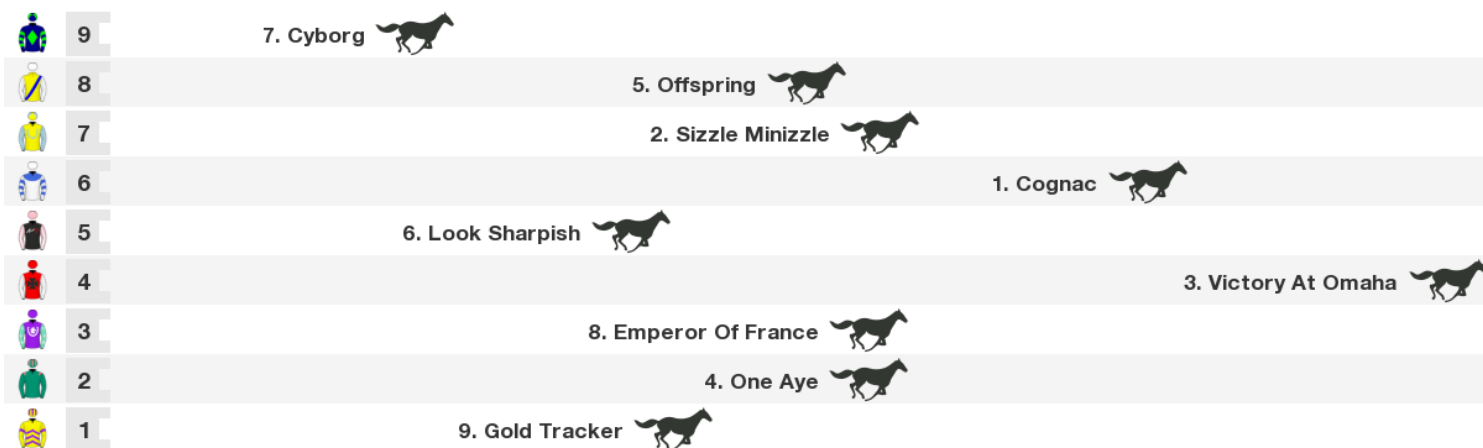 9 7. Cyborg
8 5. Offspring
7 2. Sizzle Minizzle
6 1. Cognac
5 6. Look Sharpish
4 3. Victory At Omaha
3 8. Emperor Of France
2 4. One Aye
1 9. Gold Tracker